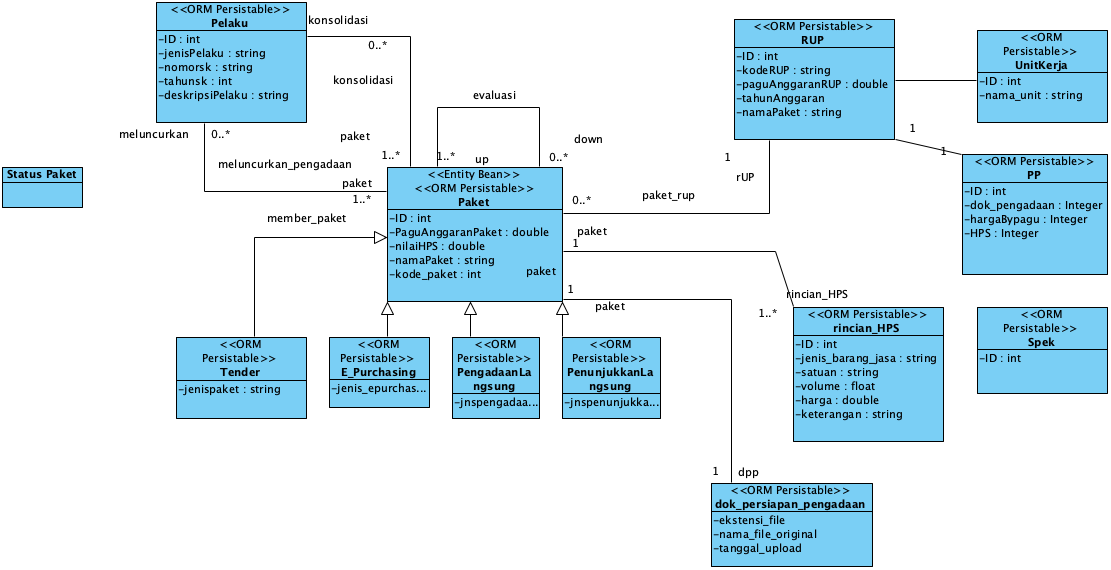 <<ORM Persistable>>
Pelaku
-ID : int
-jenisPelaku : string
-nomorsk : string
-tahunsk : int
-deskripsiPelaku : string
konsolidasi
0..*
konsolidasi
paket
1..*
meluncurkan
0..*
meluncurkan_pengadaan
paket
1..*
evaluasi
1..*
up
down
0..*
Status Paket
<<Entity Bean>>
<<ORM Persistable>>
Paket
-ID : int
-PaguAnggaranPaket : double
-nilaiHPS : double
-namaPaket : string
-kode_paket : int
member_paket
<<ORM Persistable>>
RUP
-ID : int
-kodeRUP : string
-paguAnggaranRUP : double
-tahunAnggaran
-namaPaket : string
<<ORM
Persistable>>
UnitKerja
-ID : int
-nama_unit : string
1
1
<<ORM Persistable>>
PP
-ID : int
-dok_pengadaan : Integer
-hargaBypagu : Integer
-HPS : Integer
1
rUP
paket_rup
0..*
paket
1
paket
rincian_HPS
1..*
1
paket
<<ORM Persistable>>
rincian_HPS
-ID : int
-jenis_barang_jasa : string
-satuan : string
-volume : float
-harga : double
-keterangan : string
<<ORM
Persistable>>
Spek
-ID : int
<<ORM
Persistable>>
Tender
-jenispaket : string
<<ORM
Persistable>>
E_Purchasing
-jenis_epurchas...
<<ORM
Persistable>>
PengadaanLa
ngsung
-jnspengadaa...
<<ORM
Persistable>>
PenunjukkanLa
ngsung
-jnspenunjukka...
1
dpp
<<ORM Persistable>>
dok_persiapan_pengadaan
-ekstensi_file
-nama_file_original
-tanggal_upload